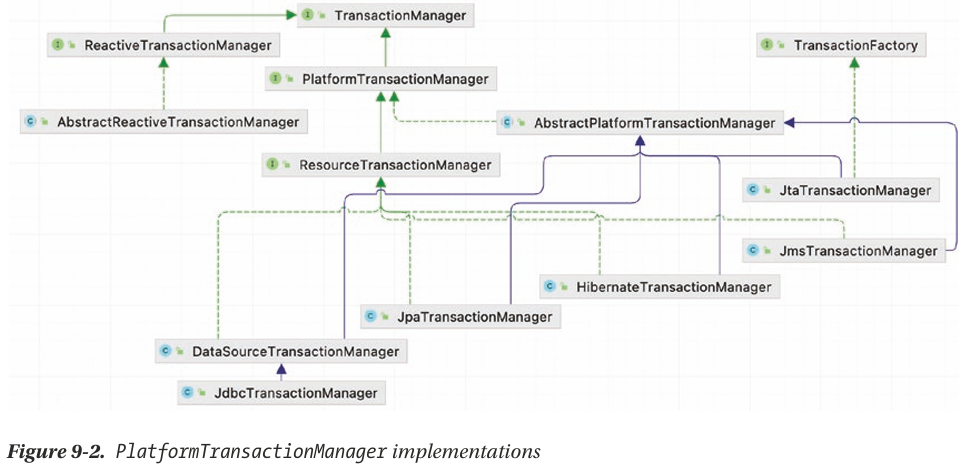 TransactionManager
ReactiveTransactionManager
TransactionFactory
PlatformTransactionManager
AbstractReactiveTransactionManager
AbstractPlatformTransactionManager
ResourceTransactionManager
JtaTransactionManager
JmsTransactionManager
HibernateTransactionManager
JpaTransactionManager
DataSourceTransactionManager
JdbcTransactionManager
Figure 9-2. PlatformTransactionManager implementations